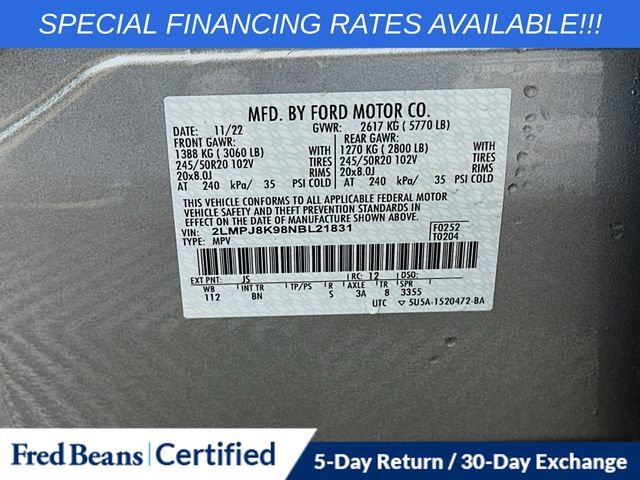 SPECIAL FINANCING RATES AVAILABLE!!!
MFD. BY FORD MOTOR CO.
DATE: 11/22 GVWR: 2617 KG ( 5770 LB)
FRONT GAWR: REAR GAWR:
1388 KG ( 3060 LB) WITH 1270 KG ( 2800 LB) WITH
245/50R20 102V TIRES 245/50R20 102V TIRES
20x8.0J RIMS 20x8.0J RIMS
AT 240 kPa/ 35 PSI COLD AT 240 kPa/ 35 PSI COLD
THIS VEHICLE CONFORMS TO ALL APPLICABLE FEDERAL MOTOR
VEHICLE SAFETY AND THEFT PREVENTION STANDARDS IN EFFECT
ON THE DATE OF MANUFACTURE SHOWN ABOVE.
VIN: 2LMPJ8K98NBL21831 F0252
TYPE: MPV T0204
EXT PNT: JS RC: 12 DSO:
WB INT TR TP/PS R AXLE TR SPR
112 BN S 3A 8 3355
UTC ▽ 5U5A-1520472-BA
Fred Beans Certified
5-Day Return / 30-Day Exchange